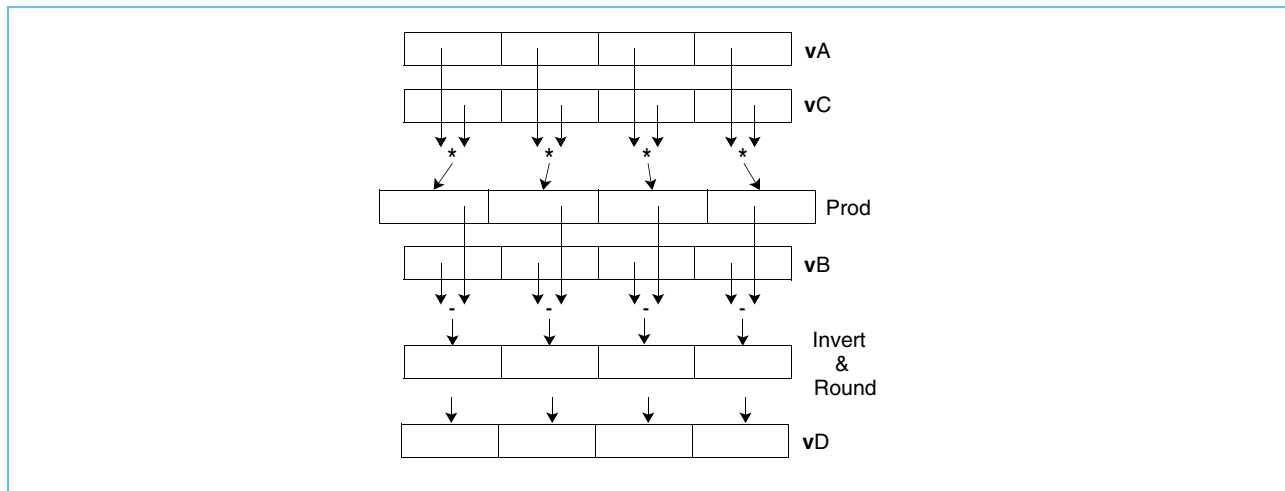 vA
vC
* * * *
Prod
vB
- - - -
Invert
&
Round
vD